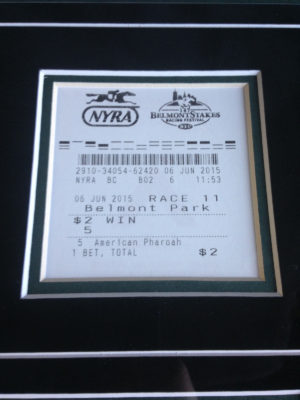 NYRA
147
BELMONT STAKES
RACING FESTIVAL
2910-34054-62420 06 JUN 2015
NYRA BC B02 6 11:53
06 JUN 2015 RACE 11
Belmont Park
$2 WIN
5
5 American Pharoah
1 BET, TOTAL $2